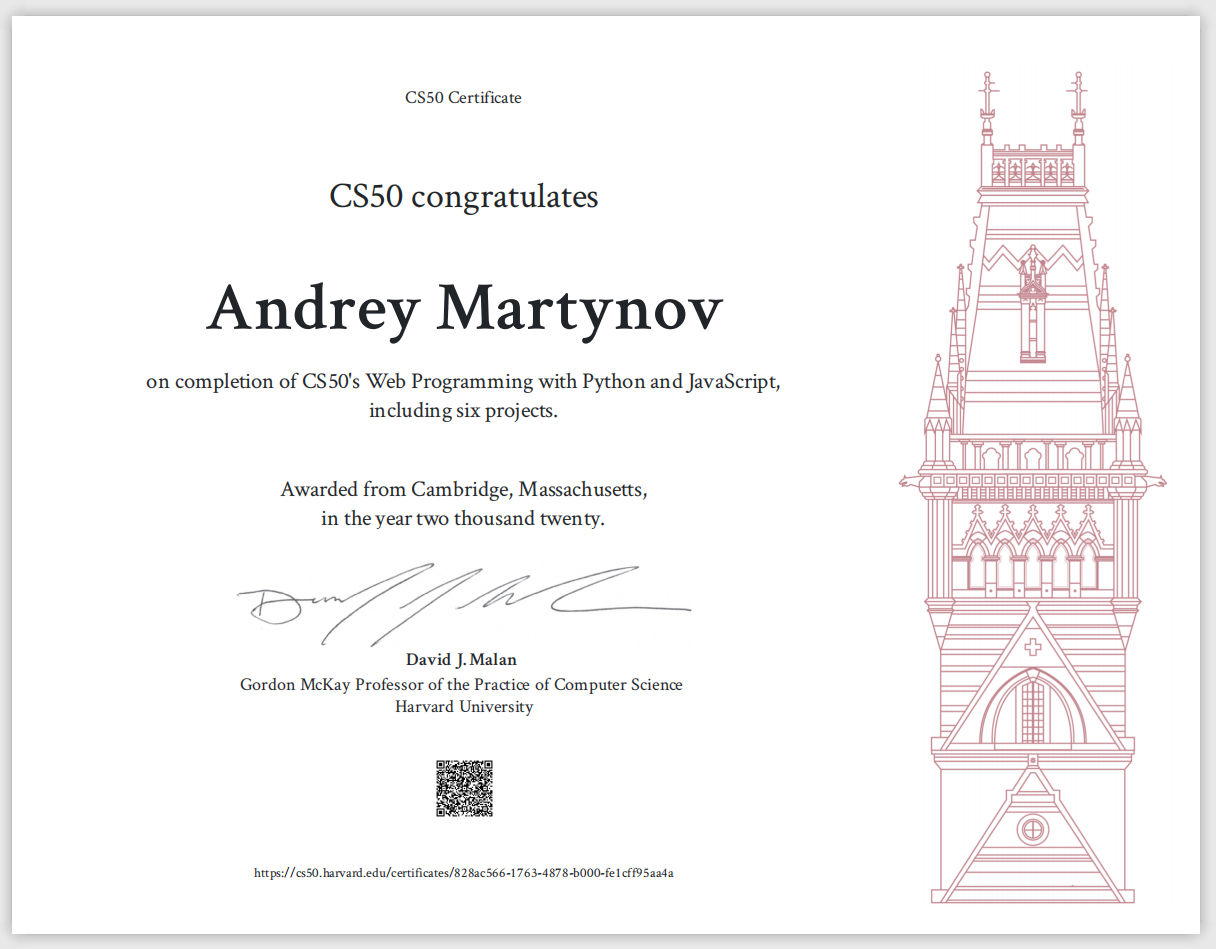 CS50 Certificate
CS50 congratulates
Andrey Martynov
on completion of CS50's Web Programming with Python and JavaScript,
including six projects.
Awarded from Cambridge, Massachusetts,
in the year two thousand twenty.
David J. Malan
Gordon McKay Professor of the Practice of Computer Science
Harvard University
https://cs50.harvard.edu/certificates/828ac566-1763-4878-b000-fe1cff95aa4a